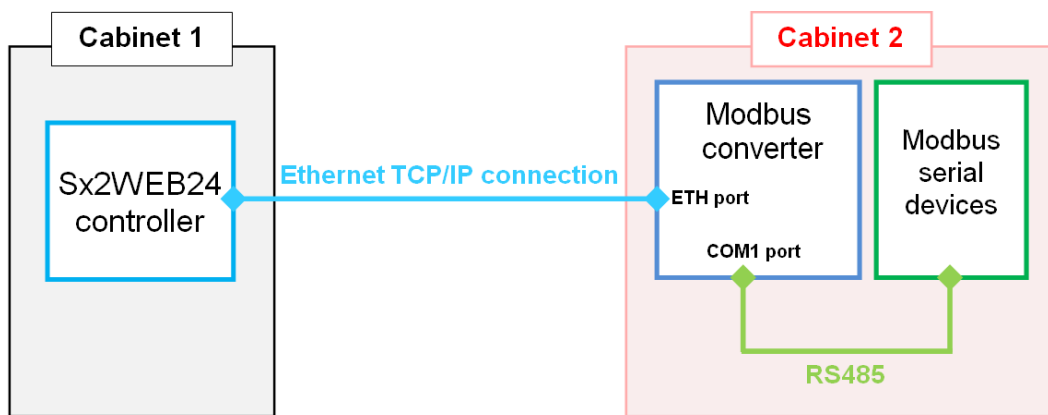 Cabinet 1
Cabinet 2
Sx2WEB24
controller
Ethernet TCP/IP connection
Modbus
converter
ETH port
COM1 port
Modbus
serial
devices
RS485